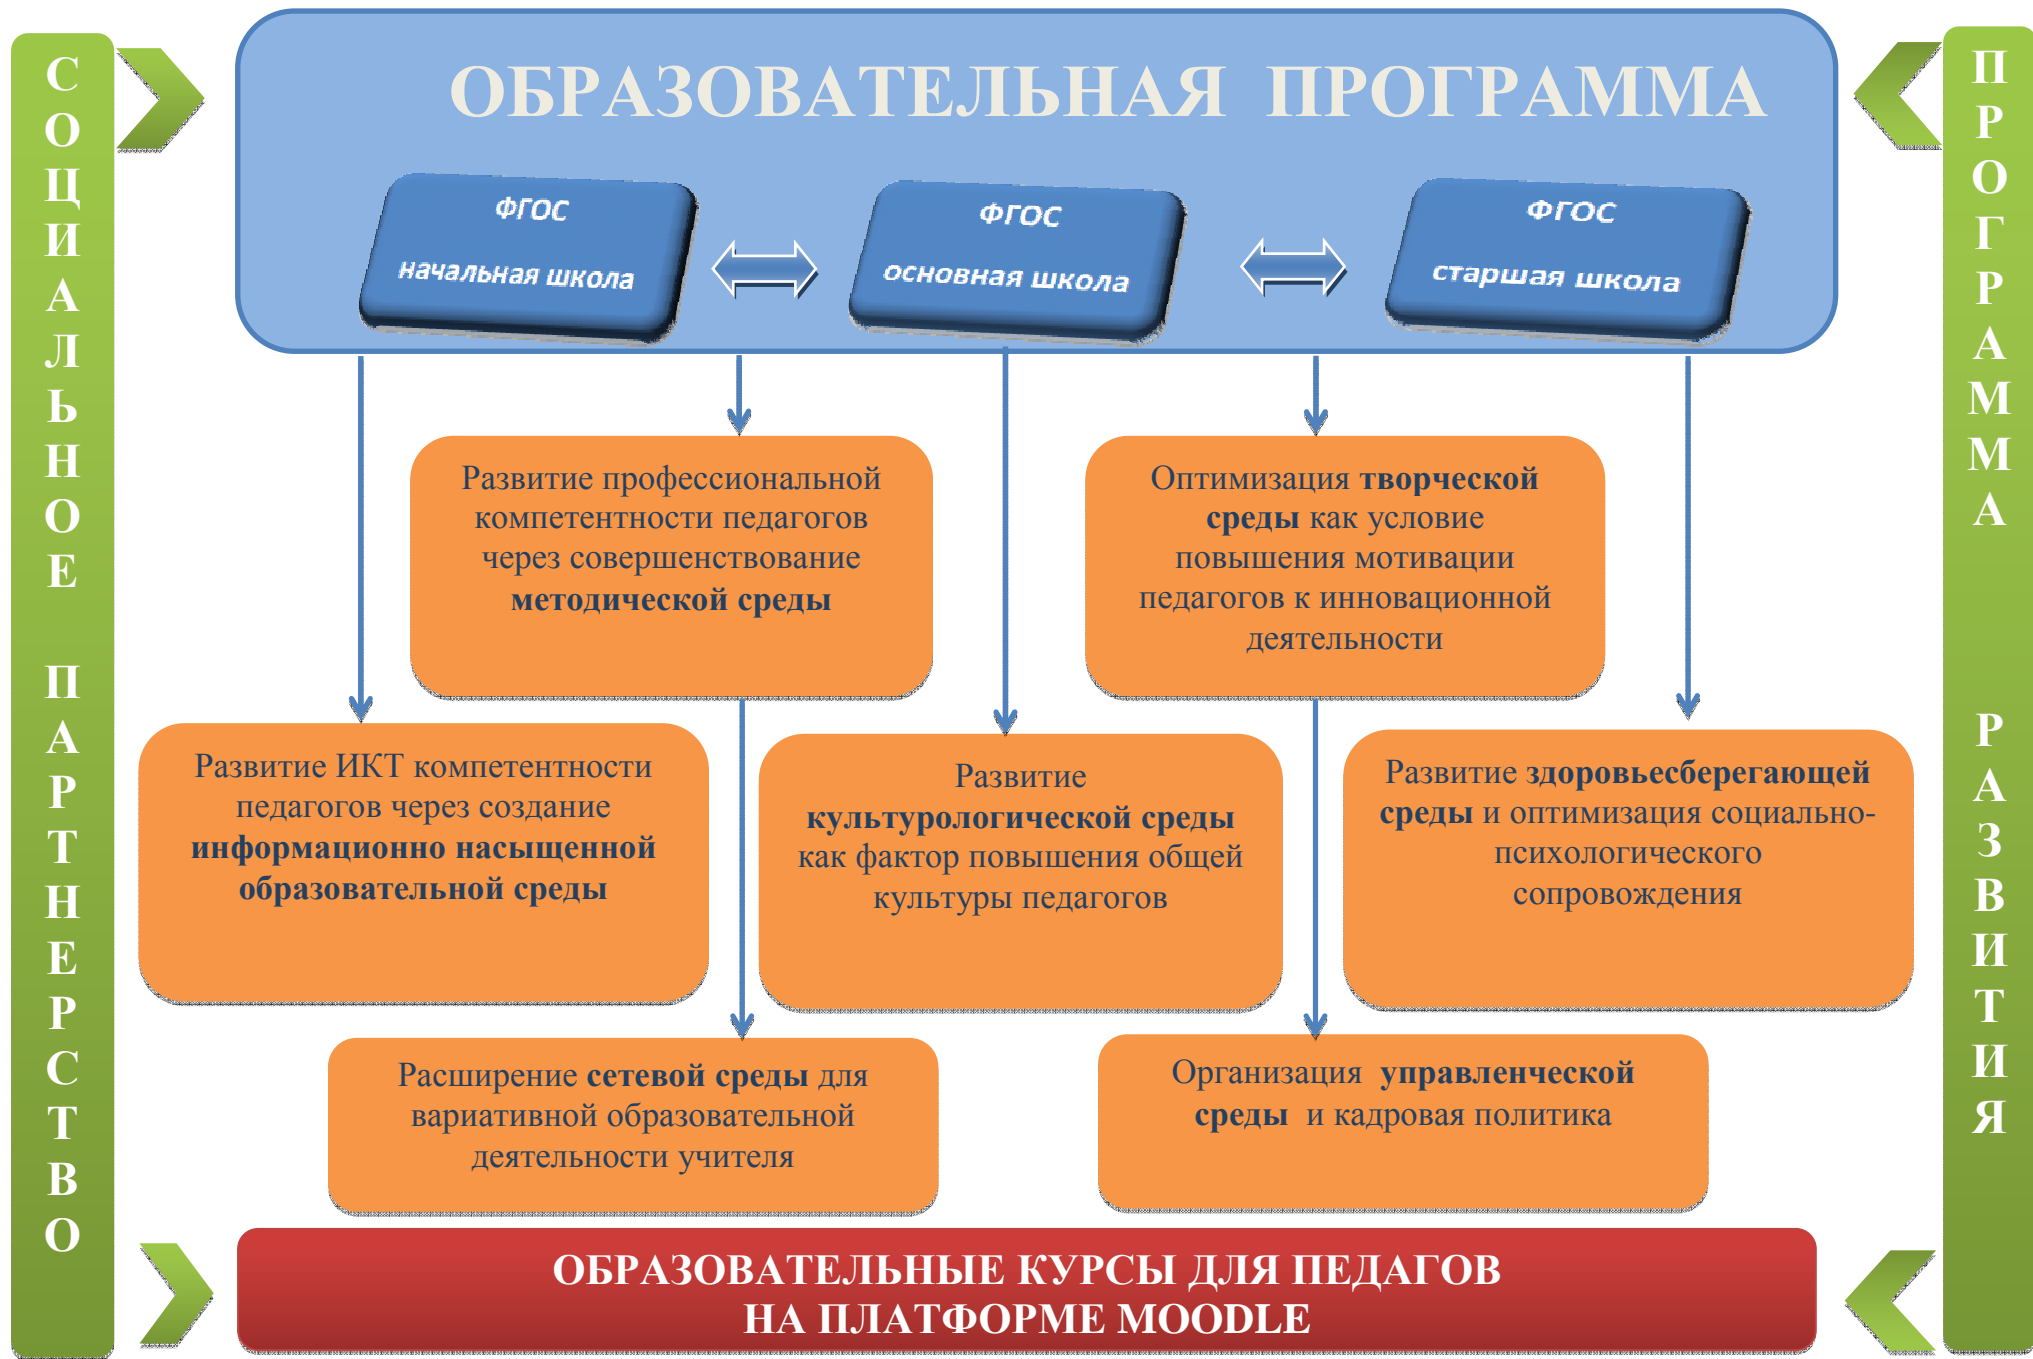 СОЦИАЛЬНОЕ ПАРТНЕРСТВО
ОБРАЗОВАТЕЛЬНАЯ ПРОГРАММА
ФГОС
начальная школа
ФГОС
основная школа
ФГОС
старшая школа
Развитие профессиональной
компетентности педагогов
через совершенствование
методической среды
Оптимизация творческой
среды как условие
повышения мотивации
педагогов к инновационной
деятельности
Развитие ИКТ компетентности
педагогов через создание
информационно насыщенной
образовательной среды
Развитие
культурологической среды
как фактор повышения общей
культуры педагогов
Развитие здоровьесберегающей
среды и оптимизация социально-
психологического
сопровождения
Расширение сетевой среды для
вариативной образовательной
деятельности учителя
Организация управленческой
среды и кадровая политика
ОБРАЗОВАТЕЛЬНЫЕ КУРСЫ ДЛЯ ПЕДАГОВ
НА ПЛАТФОРМЕ MOODLE
ПРОГРАММА РАЗВИТИЯ